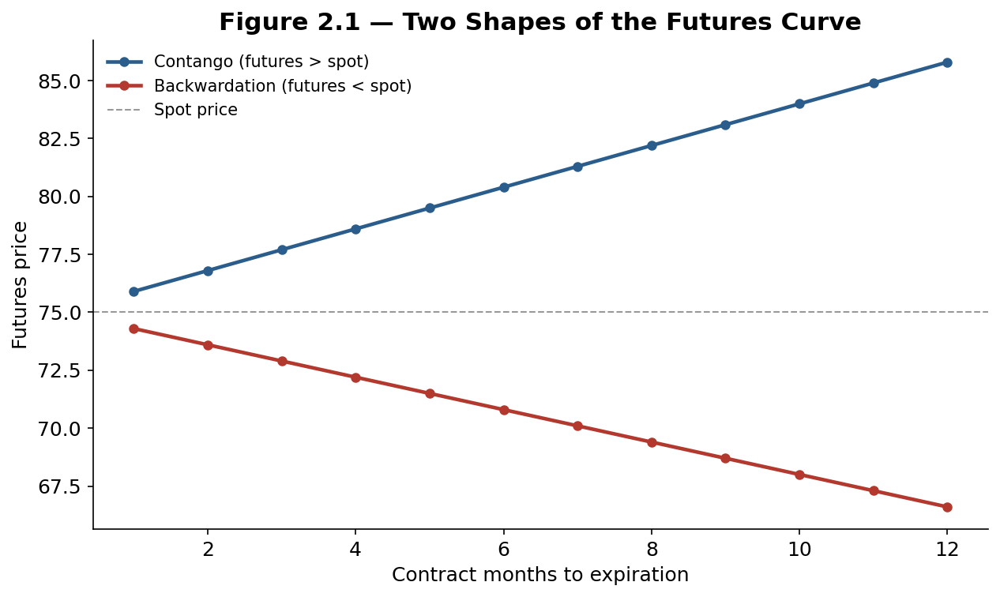 Figure 2.1 — Two Shapes of the Futures Curve
Contango (futures > spot)
Backwardation (futures < spot)
Spot price
Futures price
85.0
82.5
80.0
77.5
75.0
72.5
70.0
67.5
2 4 6 8 10 12
Contract months to expiration